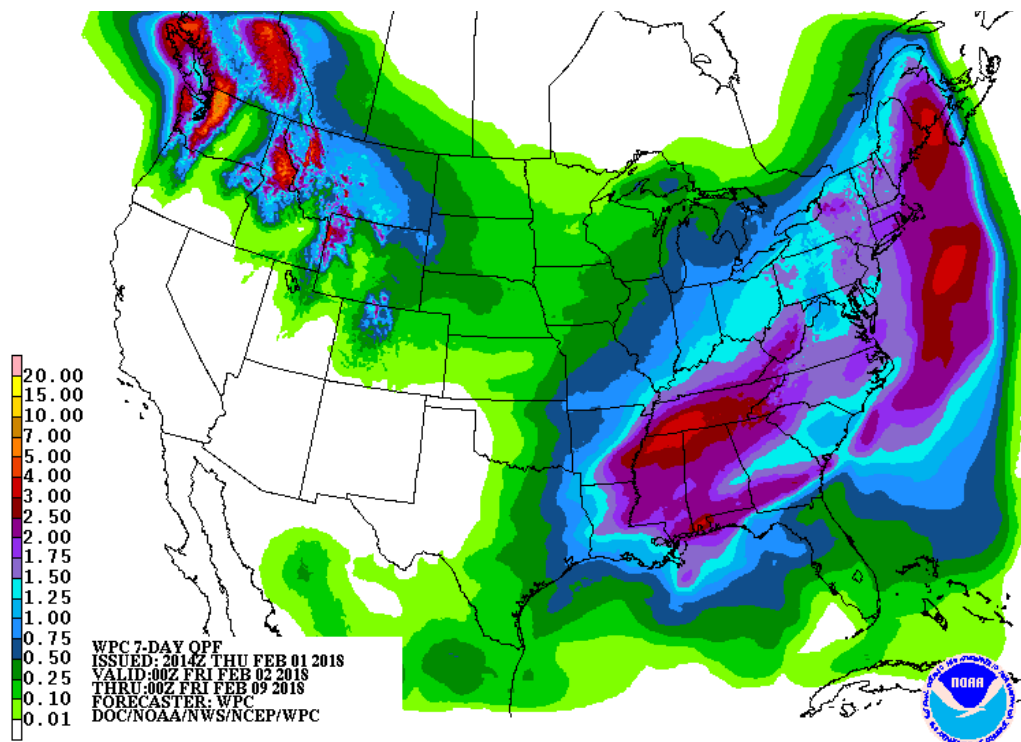 20.00
15.00
10.00
7.00
5.00
4.00
3.00
2.50
2.00
1.75
1.50
1.25
1.00
0.75
0.50
0.25
0.10
0.01
WPC 7-DAY QPF
ISSUED: 2014Z THU FEB 01 2018
VALID:00Z FRI FEB 02 2018
THRU:00Z FRI FEB 09 2018
FORECASTER: WPC
DOC/NOAA/NWS/NCEP/WPC
NOAA